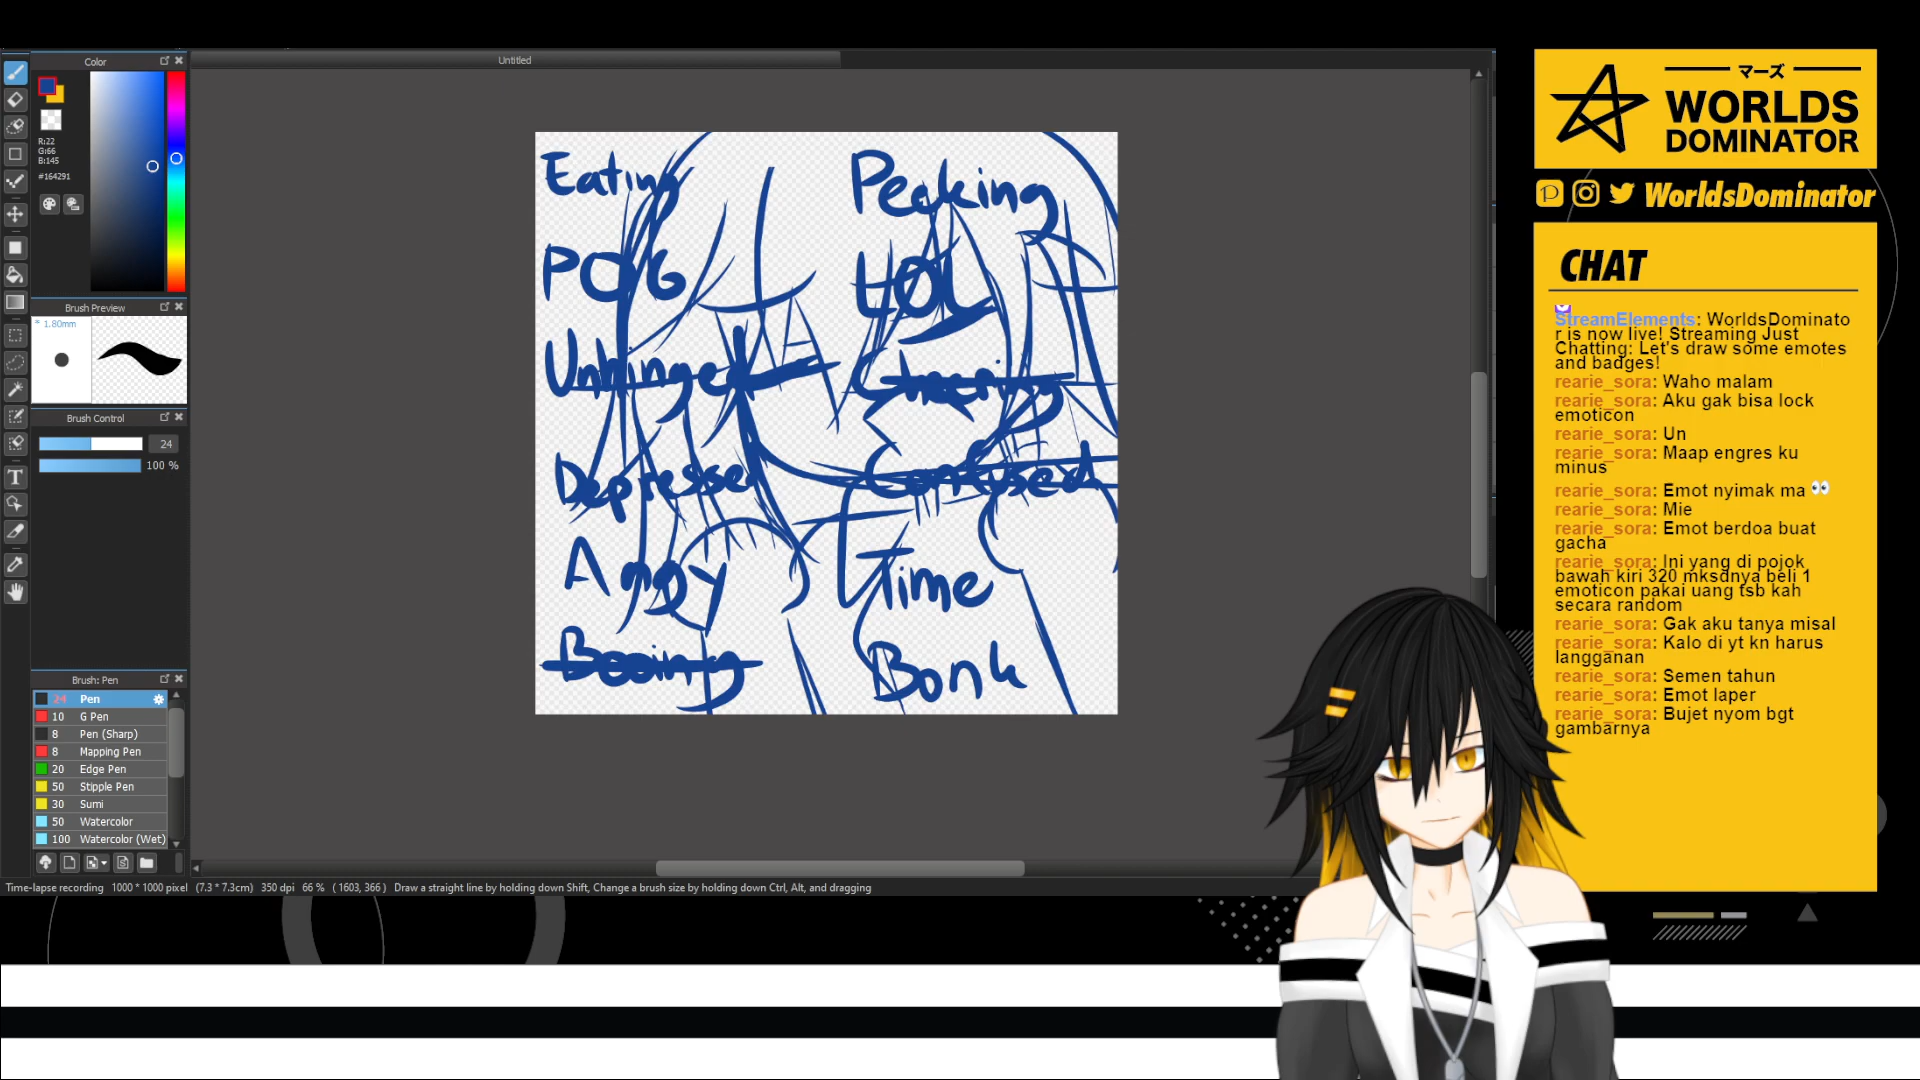 Untitled
Color
R:22
G:66
B:145
#164291
Brush Preview
* 1.80mm
Brush Control
24
100 %
Brush: Pen
24 Pen
10 G Pen
8 Pen (Sharp)
8 Mapping Pen
20 Edge Pen
50 Stipple Pen
30 Sumi
50 Watercolor
100 Watercolor (Wet)
Time-lapse recording 1000 * 1000 pixel (7.3 * 7.3cm) 350 dpi 66 % ( 1603, 366 ) Draw a straight line by holding down Shift, Change a brush size by holding down Ctrl, Alt, and dragging
Eating
POG
Unhinged
Depressed
Angy
Booing
Pecking
LOL
Cheering
Confused
Time
Bonk
マーズ
WORLDS
DOMINATOR
WorldsDominator
CHAT
StreamElements: WorldsDominato
r is now live! Streaming Just
Chatting: Let's draw some emotes
and badges!
rearie_sora: Waho malam
rearie_sora: Aku gak bisa lock
emoticon
rearie_sora: Un
rearie_sora: Maap engres ku
minus
rearie_sora: Emot nyimak ma 👀
rearie_sora: Mie
rearie_sora: Emot berdoa buat
gacha
rearie_sora: Ini yang di pojok
bawah kiri 320 mksdnya beli 1
emoticon pakai uang tsb kah
secara random
rearie_sora: Gak aku tanya misal
rearie_sora: Kalo di yt kn harus
langganan
rearie_sora: Semen tahun
rearie_sora: Emot laper
rearie_sora: Bujet nyom bgt
gambarnya